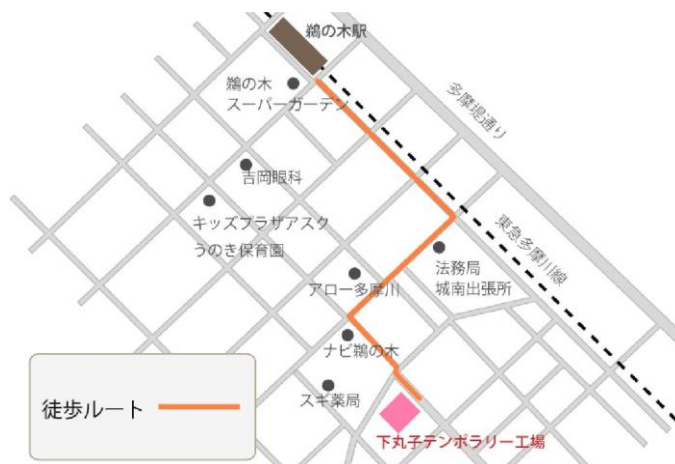 鵜の木駅
鵜の木
スーパーガーデン
多摩堤通り
吉岡眼科
キッズプラザアスク
うのき保育園
東急多摩川線
法務局
城南出張所
アロー多摩川
ナビ鵜の木
スギ薬局
下丸子テンポラリー工場
徒歩ルート